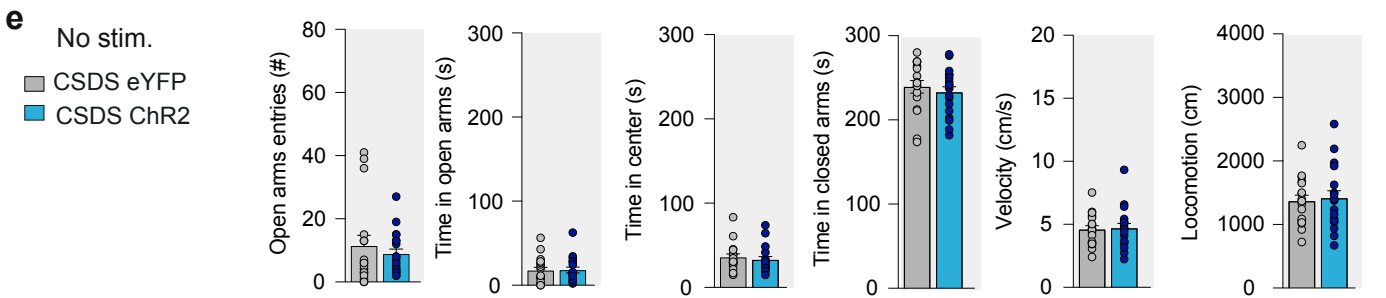 e
No stim.
CSDS eYFP
CSDS ChR2
Open arms entries (#)
80
60
40
20
0
Time in open arms (s)
300
200
100
0
Time in center (s)
300
200
100
0
Time in closed arms (s)
300
200
100
0
Velocity (cm/s)
20
15
10
5
0
Locomotion (cm)
4000
3000
2000
1000
0